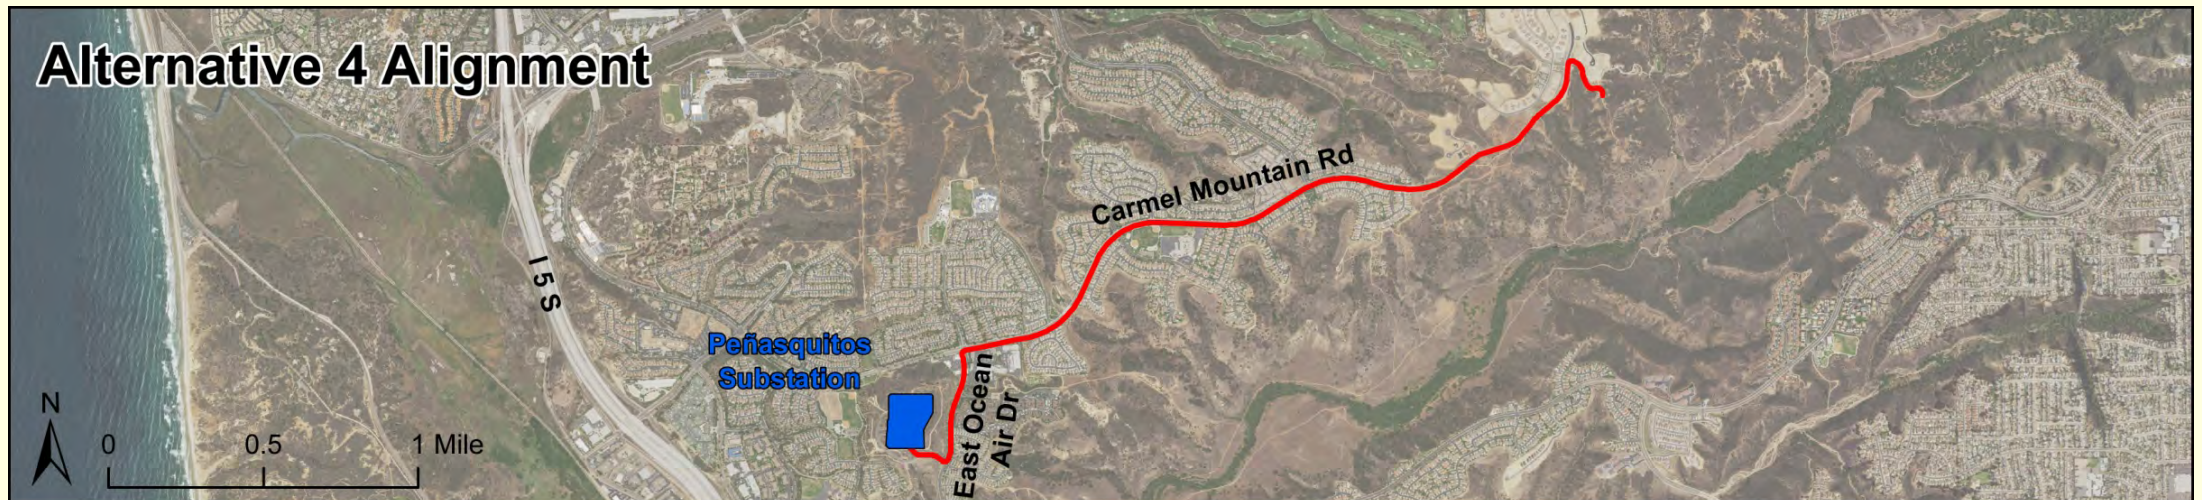 Alternative 4 Alignment
Carmel Mountain Rd
I 5 S
Peñasquitos
Substation
East Ocean
Air Dr
N
0 0.5 1 Mile